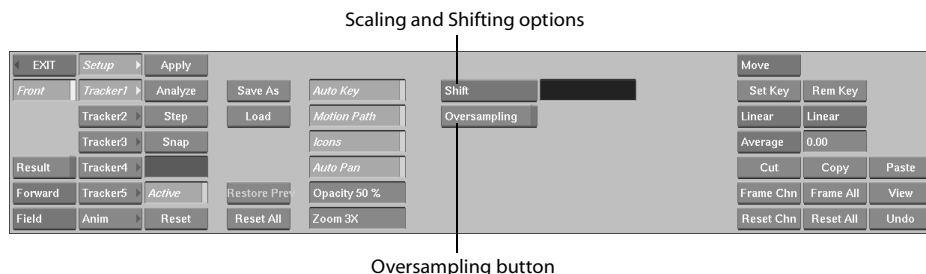 Scaling and Shifting options
EXIT Setup Apply Move
Front Tracker1 Analyze Save As Auto Key Shift Set Key Rem Key
Tracker2 Step Load Motion Path Oversampling Linear Linear
Tracker3 Snap Icons Average 0.00
Result Tracker4 Auto Pan Cut Copy Paste
Forward Tracker5 Active Restore Prev Opacity 50 % Frame Chn Frame All View
Field Anim Reset Reset All Zoom 3X Reset Chn Reset All Undo
Oversampling button